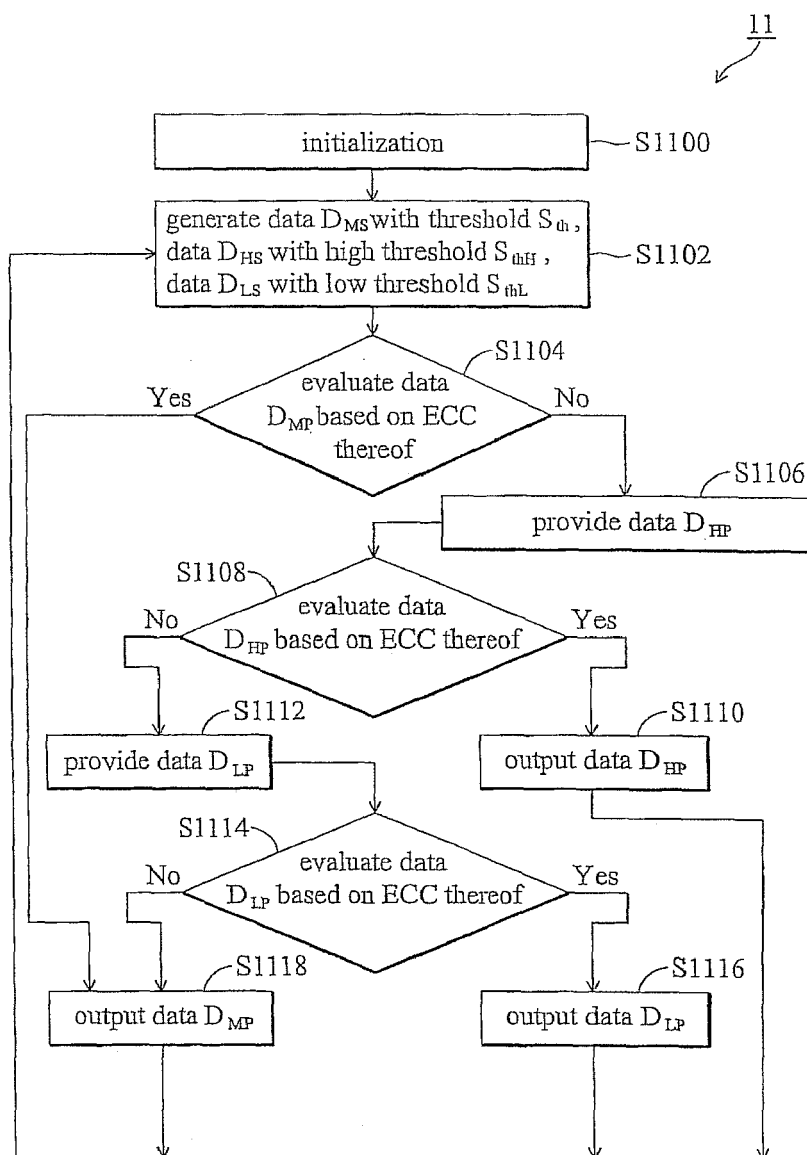 11
initialization
S1100
generate data D_MS with threshold S_th ,
data D_HS with high threshold S_thH ,
data D_LS with low threshold S_thL
S1102
S1104
evaluate data
D_MP based on ECC
thereof
Yes
No
S1106
provide data D_HP
S1108
evaluate data
D_HP based on ECC thereof
No
Yes
S1112
provide data D_LP
S1110
output data D_HP
S1114
evaluate data
D_LP based on ECC thereof
No
Yes
S1118
output data D_MP
S1116
output data D_LP